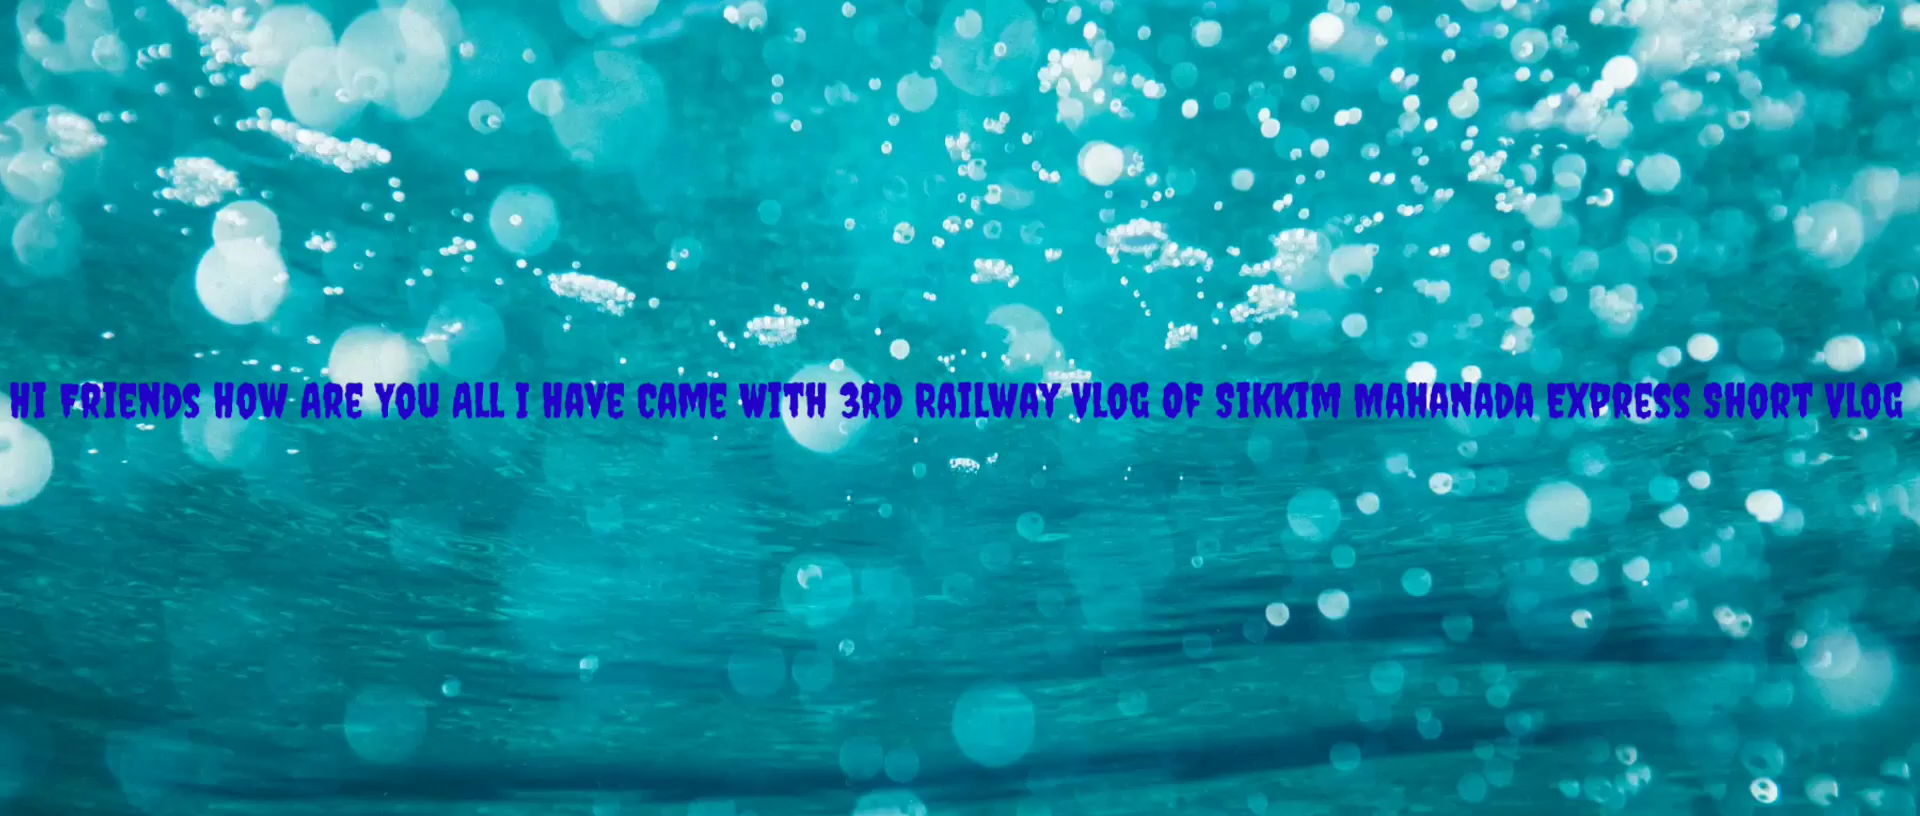 HI FRIENDS HOW ARE YOU ALL I HAVE CAME WITH 3RD RAILWAY VLOG OF SIKKIM MAHANADA EXPRESS SHORT VLOG